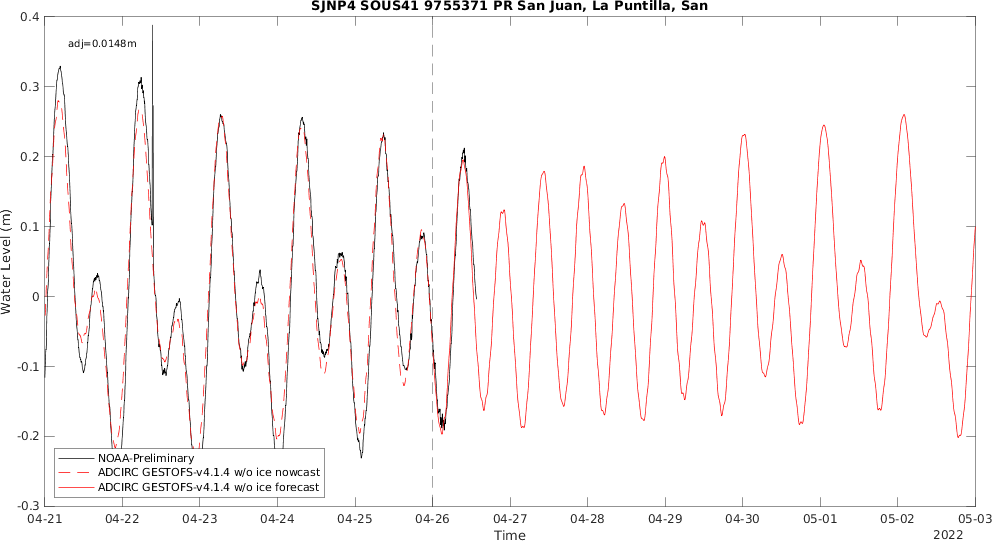 SJNP4 SOUS41 9755371 PR San Juan, La Puntilla, San
adj=0.0148m
0.4
0.3
0.2
0.1
0
-0.1
-0.2
-0.3
Water Level (m)
NOAA-Preliminary
ADCIRC GESTOFS-v4.1.4 w/o ice nowcast
ADCIRC GESTOFS-v4.1.4 w/o ice forecast
04-21 04-22 04-23 04-24 04-25 04-26 04-27 04-28 04-29 04-30 05-01 05-02 05-03
Time
2022